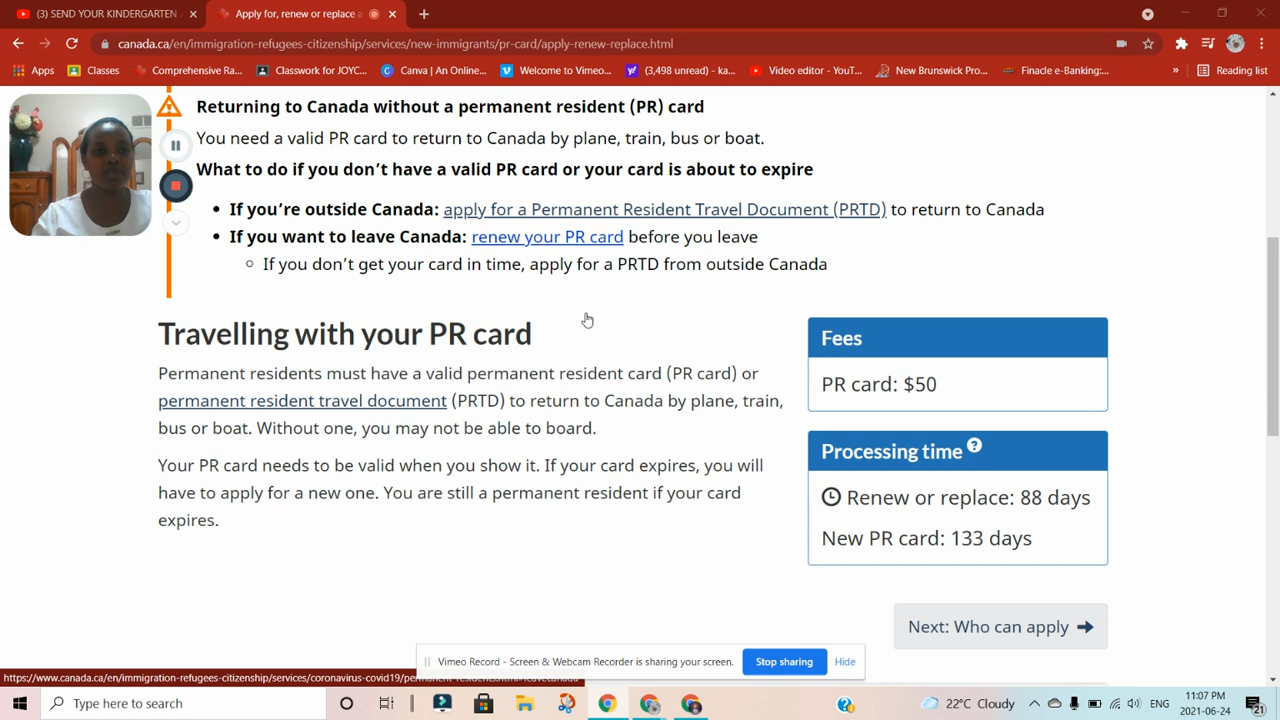 (3) SEND YOUR KINDERGARTEN
Apply for, renew or replace a
canada.ca/en/immigration-refugees-citizenship/services/new-immigrants/pr-card/apply-renew-replace.html
Apps Classes Comprehensive Ra... Classwork for JOYC... Canva | An Online... Welcome to Vimeo... (3,498 unread) - ka... Video editor - YouT... New Brunswick Pro... Finacle e-Banking:... » Reading list
Returning to Canada without a permanent resident (PR) card
You need a valid PR card to return to Canada by plane, train, bus or boat.
What to do if you don’t have a valid PR card or your card is about to expire
• If you’re outside Canada: apply for a Permanent Resident Travel Document (PRTD) to return to Canada
• If you want to leave Canada: renew your PR card before you leave
If you don’t get your card in time, apply for a PRTD from outside Canada
Travelling with your PR card
Permanent residents must have a valid permanent resident card (PR card) or
permanent resident travel document (PRTD) to return to Canada by plane, train,
bus or boat. Without one, you may not be able to board.
Your PR card needs to be valid when you show it. If your card expires, you will
have to apply for a new one. You are still a permanent resident if your card
expires.
Fees
PR card: $50
Processing time ?
Renew or replace: 88 days
New PR card: 133 days
Next: Who can apply
Vimeo Record - Screen & Webcam Recorder is sharing your screen. Stop sharing Hide
Type here to search
22°C Cloudy
ENG
11:07 PM
2021-06-24
21